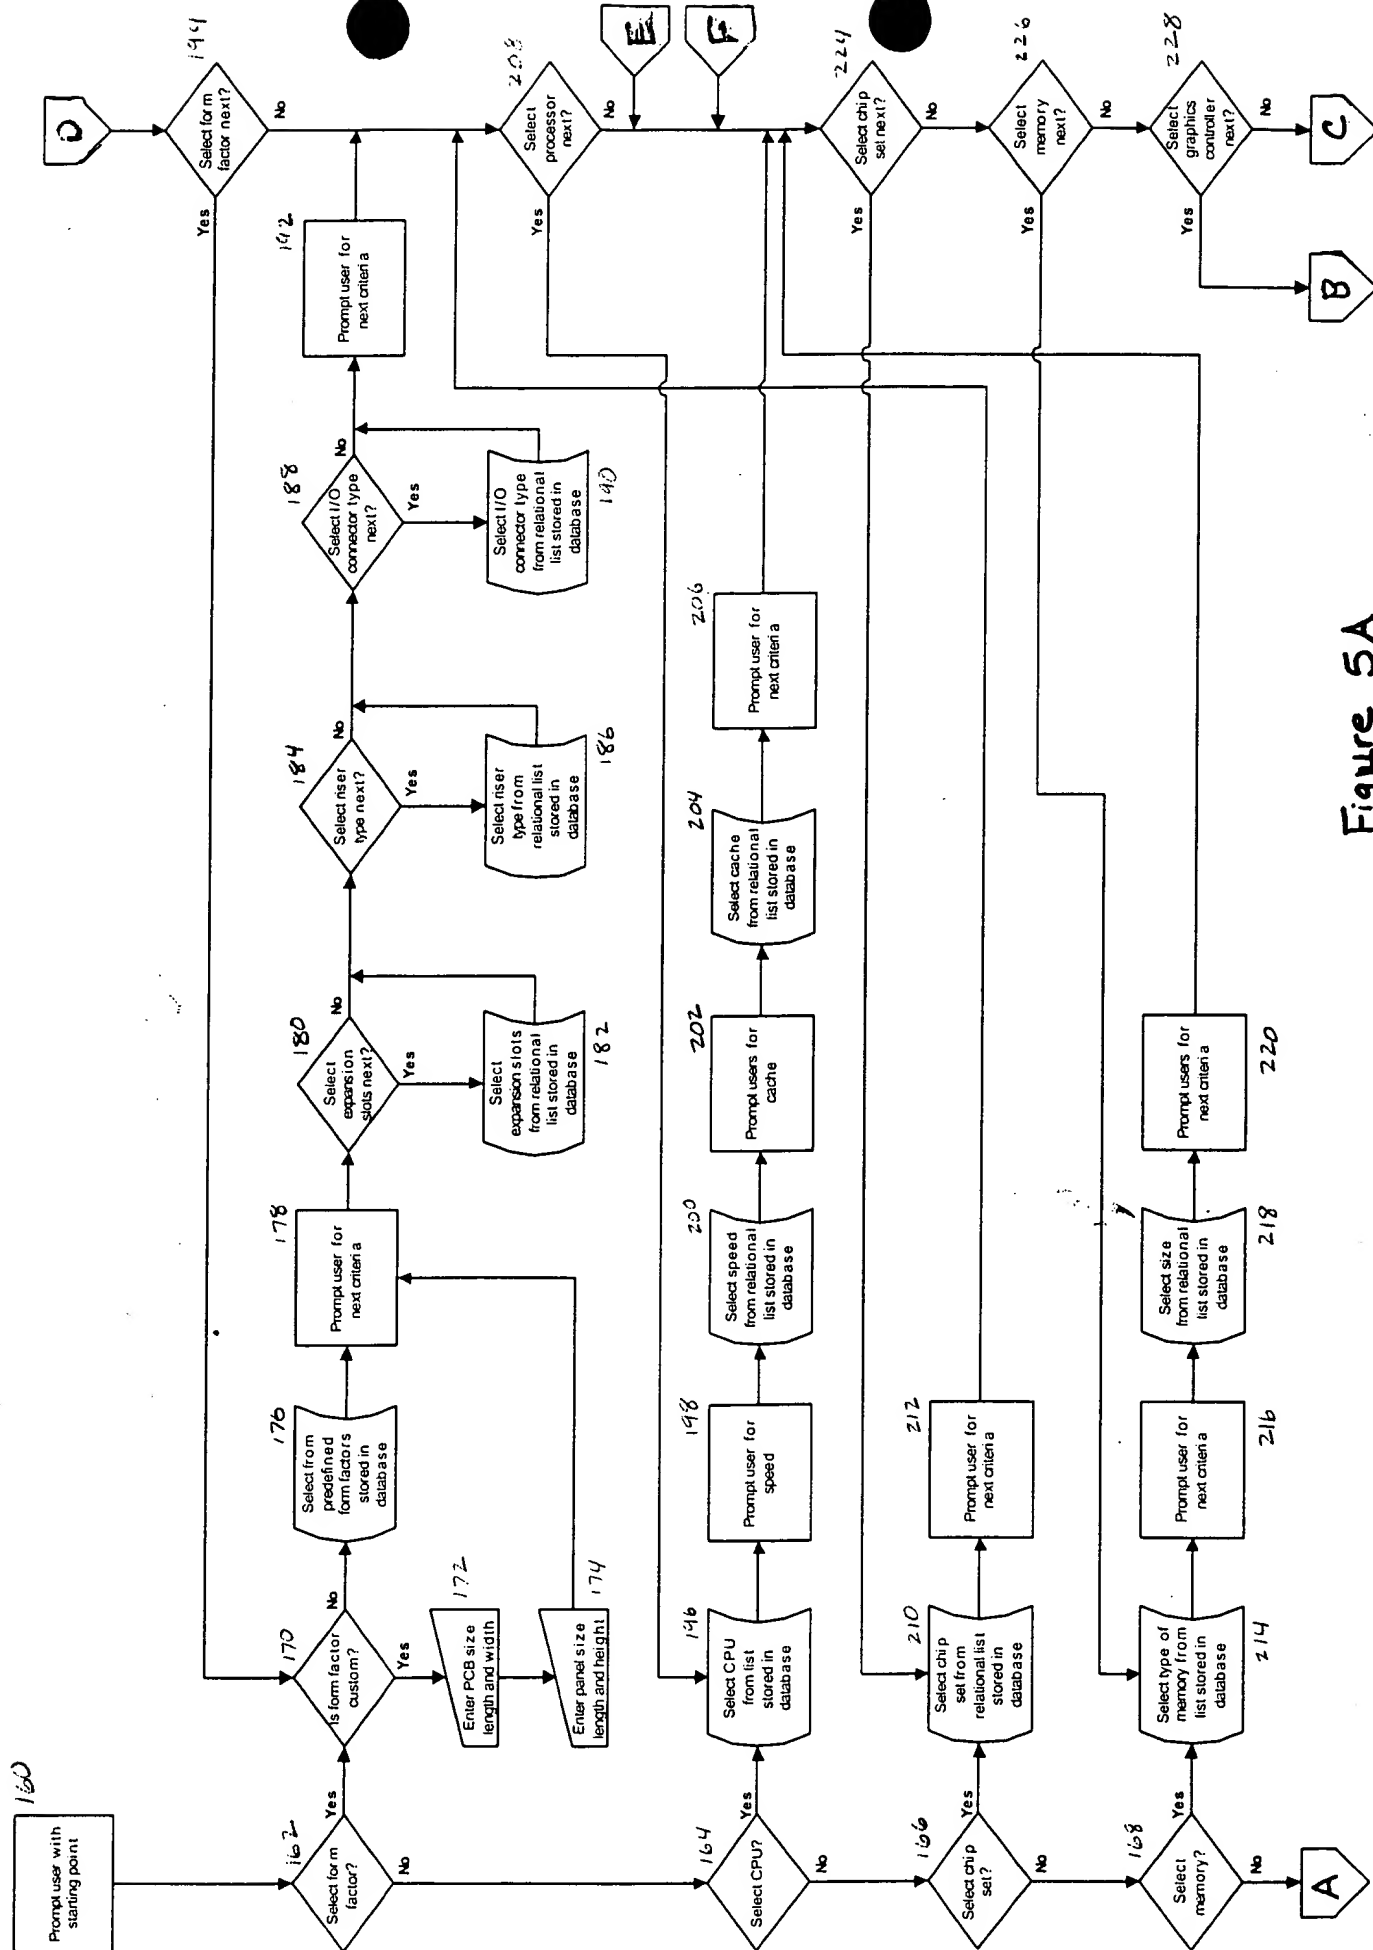 160
Prompt user with
starting point
162
Select form
factor?
Yes
No
170
Is form factor
custom?
No
Yes
172
Enter PCB size
length and width
174
Enter panel size
length and height
176
Select from
predefined
form factors
stored in
database
178
Prompt user for
next criteria
180
Select
expansion
slots next?
No
Yes
Select
expansion slots
from relational
list stored in
database
182
184
Select riser
type next?
No
Yes
Select riser
type from
relational list
stored in
database
186
188
Select I/O
connector type
next?
No
Yes
Select I/O
connector type
from relational
list stored in
database
190
192
Prompt user for
next criteria
D
194
Select form
factor next?
Yes
No
164
Select CPU?
Yes
No
196
Select CPU
from list
stored in
database
198
Prompt user for
speed
200
Select speed
from relational
list stored in
database
202
Prompt users for
cache
204
Select cache
from relational
list stored in
database
206
Prompt user for
next criteria
208
Select
processor
next?
Yes
No
E
F
166
Select chip
set?
Yes
No
210
Select chip
set from
relational list
stored in
database
212
Prompt user for
next criteria
224
Select chip
set next?
Yes
No
168
Select
memory?
Yes
No
Select type of
memory from
list stored in
database
214
Prompt user for
next criteria
216
Select size
from relational
list stored in
database
218
Prompt users for
next criteria
220
226
Select
memory
next?
Yes
No
228
Select
graphics
controller
next?
Yes
No
A
B
C
Figure 5A